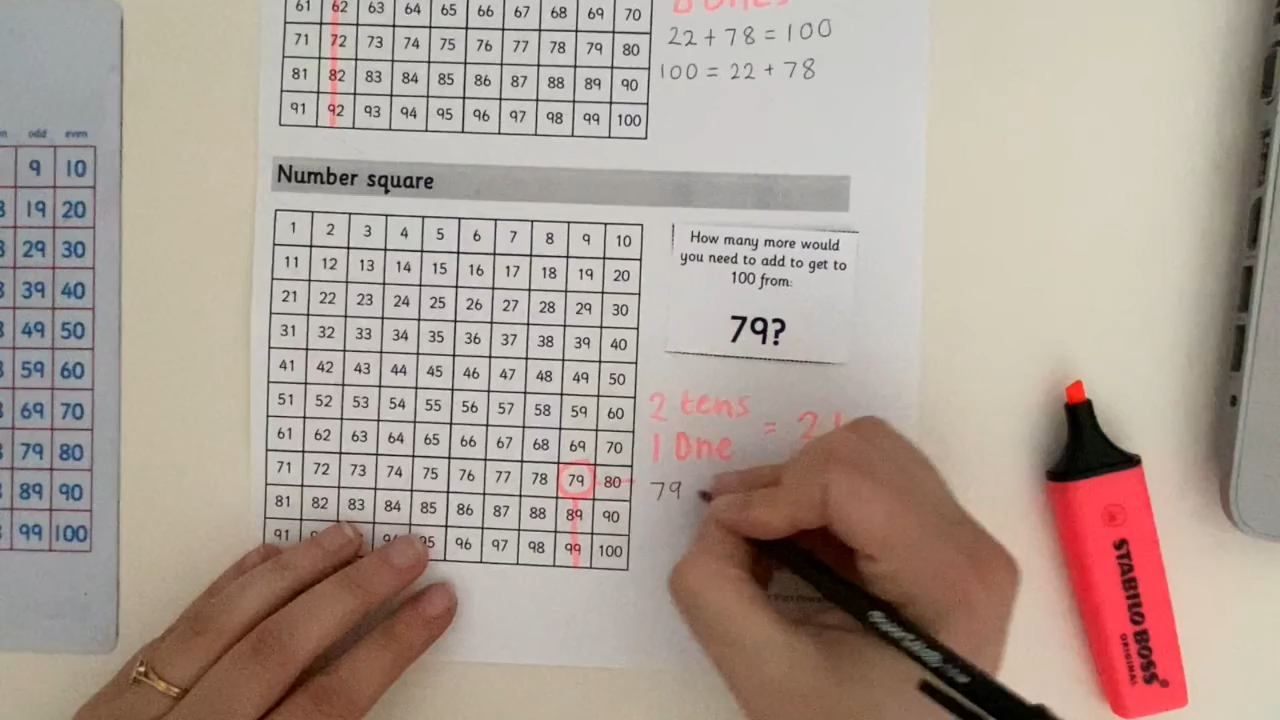 61 62 63 64 65 66 67 68 69 70
71 72 73 74 75 76 77 78 79 80
81 82 83 84 85 86 87 88 89 90
91 92 93 94 95 96 97 98 99 100
22 + 78 = 100
100 = 22 + 78
odd even
9 10
19 20
29 30
39 40
49 50
59 60
69 70
79 80
89 90
99 100
Number square
1 2 3 4 5 6 7 8 9 10
11 12 13 14 15 16 17 18 19 20
21 22 23 24 25 26 27 28 29 30
31 32 33 34 35 36 37 38 39 40
41 42 43 44 45 46 47 48 49 50
51 52 53 54 55 56 57 58 59 60
61 62 63 64 65 66 67 68 69 70
71 72 73 74 75 76 77 78 79 80
81 82 83 84 85 86 87 88 89 90
91 95 96 97 98 99 100
How many more would
you need to add to get to
100 from:
79?
2 tens
1 One = 21
79
STABILO BOSS
ORIGINAL